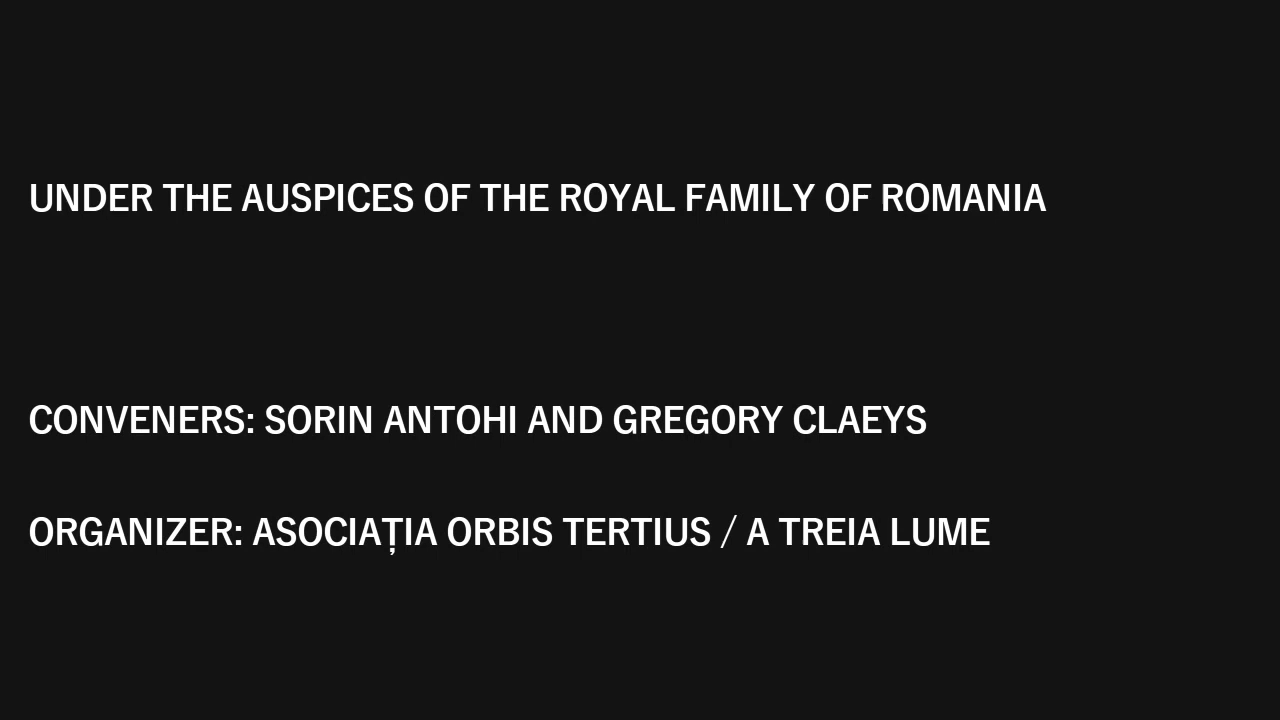 UNDER THE AUSPICES OF THE ROYAL FAMILY OF ROMANIA
CONVENERS: SORIN ANTOHI AND GREGORY CLAEYS
ORGANIZER: ASOCIAȚIA ORBIS TERTIUS / A TREIA LUME